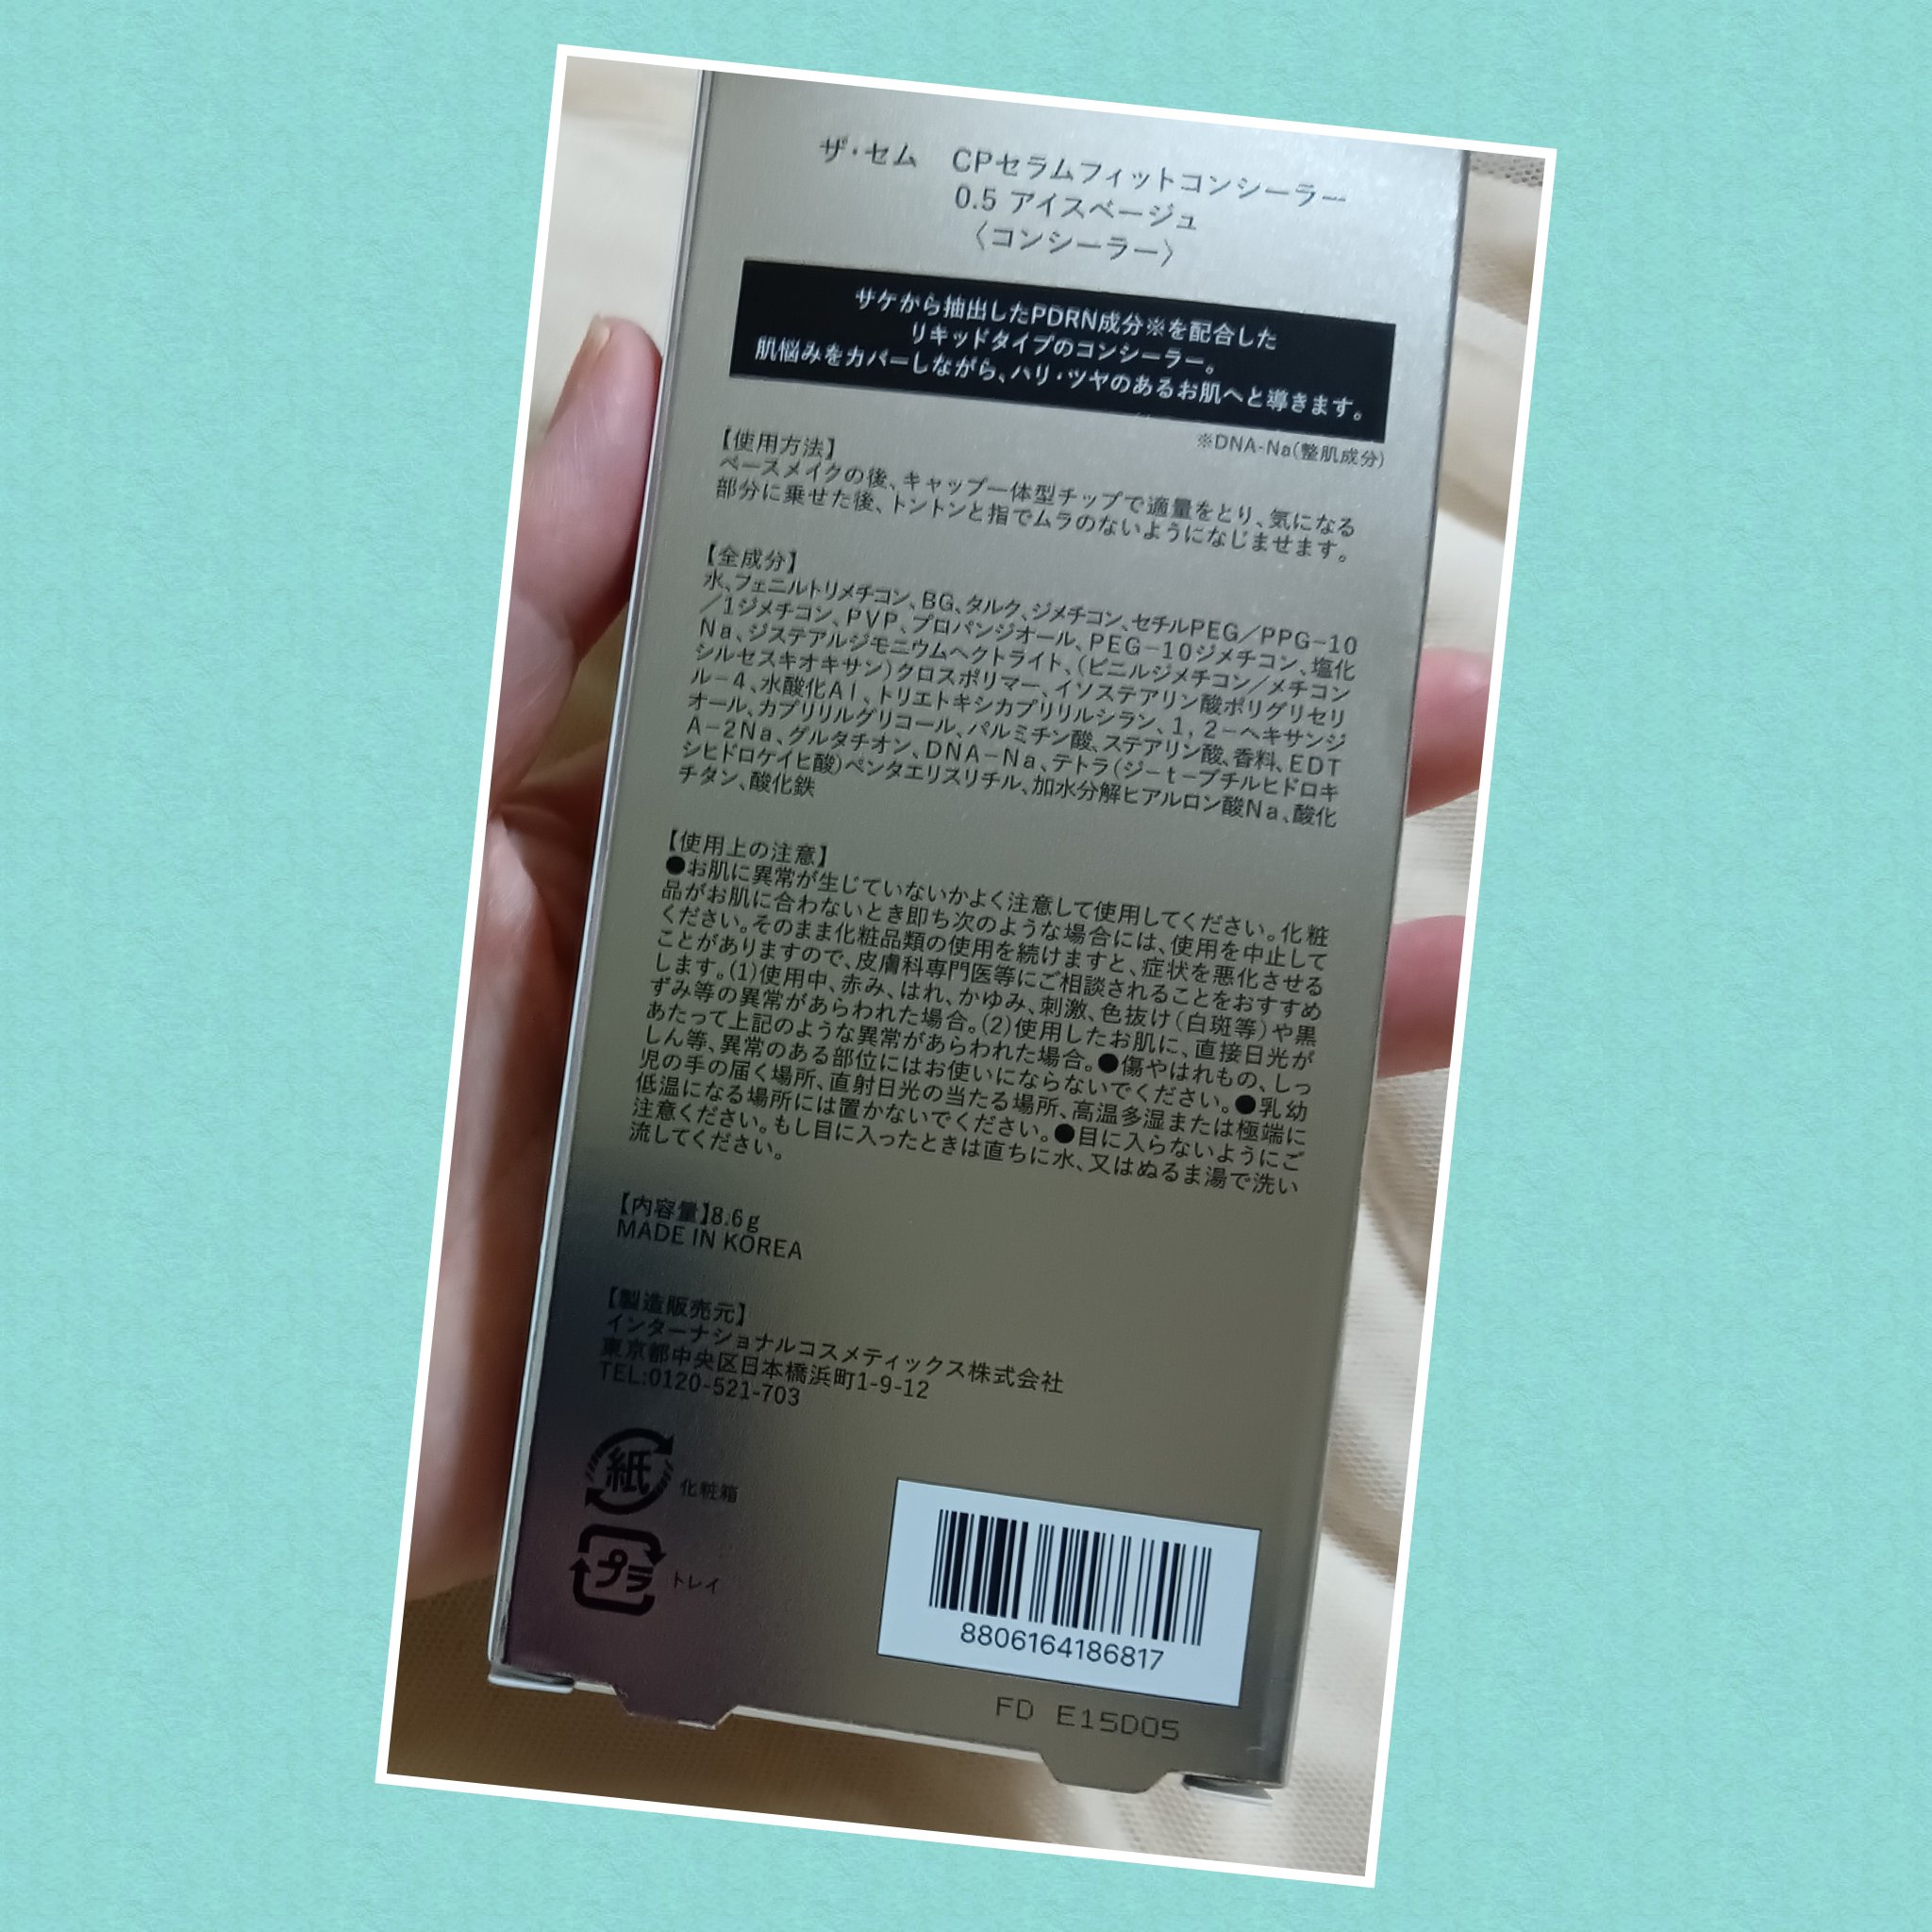 ザ・セム　CPセラムフィットコンシーラー
0.5 アイスベージュ
〈コンシーラー〉
サケから抽出したPDRN成分※を配合した
リキッドタイプのコンシーラー。
肌悩みをカバーしながら、ハリ・ツヤのあるお肌へと導きます。
※DNA-Na(整肌成分)
【使用方法】
ベースメイクの後、キャップ一体型チップで適量をとり、気になる
部分に乗せた後、トントンと指でムラのないようになじませます。
【全成分】
水、フェニルトリメチコン、BG、タルク、ジメチコン、セチルPEG／PPG－10
／1ジメチコン、PVP、プロパンジオール、PEG－10ジメチコン、塩化
Na、ジステアルジモニウムヘクトライト、(ビニルジメチコン／メチコン
シルセスキオキサン)クロスポリマー、イソステアリン酸ポリグリセリ
ル－4、水酸化Al、トリエトキシカプリリルシラン、1，2－ヘキサンジ
オール、カプリリルグリコール、パルミチン酸、ステアリン酸、香料、EDT
A－2Na、グルタチオン、DNA－Na、テトラ(ジ－t－ブチルヒドロキ
シヒドロケイヒ酸)ペンタエリスリチル、加水分解ヒアルロン酸Na、酸化
チタン、酸化鉄
【使用上の注意】
●お肌に異常が生じていないかよく注意して使用してください。化粧
品がお肌に合わないとき即ち次のような場合には、使用を中止して
ください。そのまま化粧品類の使用を続けますと、症状を悪化させる
ことがありますので、皮膚科専門医等にご相談されることをおすすめ
します。(1)使用中、赤み、はれ、かゆみ、刺激、色抜け(白斑等)や黒
ずみ等の異常があらわれた場合。(2)使用したお肌に、直接日光が
あたって上記のような異常があらわれた場合。●傷やはれもの、しっ
しん等、異常のある部位にはお使いにならないでください。●乳幼
児の手の届く場所、直射日光の当たる場所、高温多湿または極端に
低温になる場所には置かないでください。●目に入らないようにご
注意ください。もし目に入ったときは直ちに水、又はぬるま湯で洗い
流してください。
【内容量】8.6g
MADE IN KOREA
【製造販売元】
インターナショナルコスメティックス株式会社
東京都中央区日本橋浜町1-9-12
TEL:0120-521-703
紙 化粧箱
プラ トレイ
8806164186817
FD E15D05